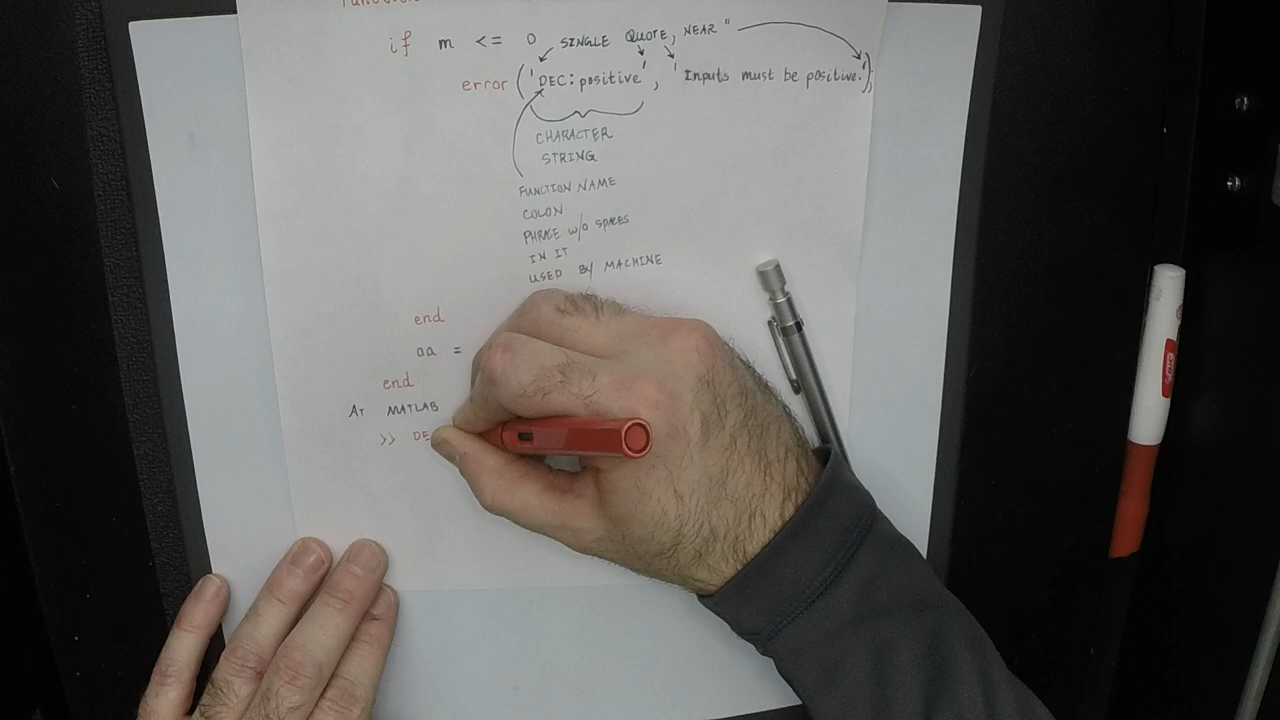 if m <= 0 SINGLE QUOTE, NEAR "
error ('DEC:positive', 'Inputs must be positive.');
CHARACTER
STRING
FUNCTION NAME
COLON
PHRASE w/o SPACES
IN IT
USED BY MACHINE
end
aa =
end
AT MATLAB
>> DE